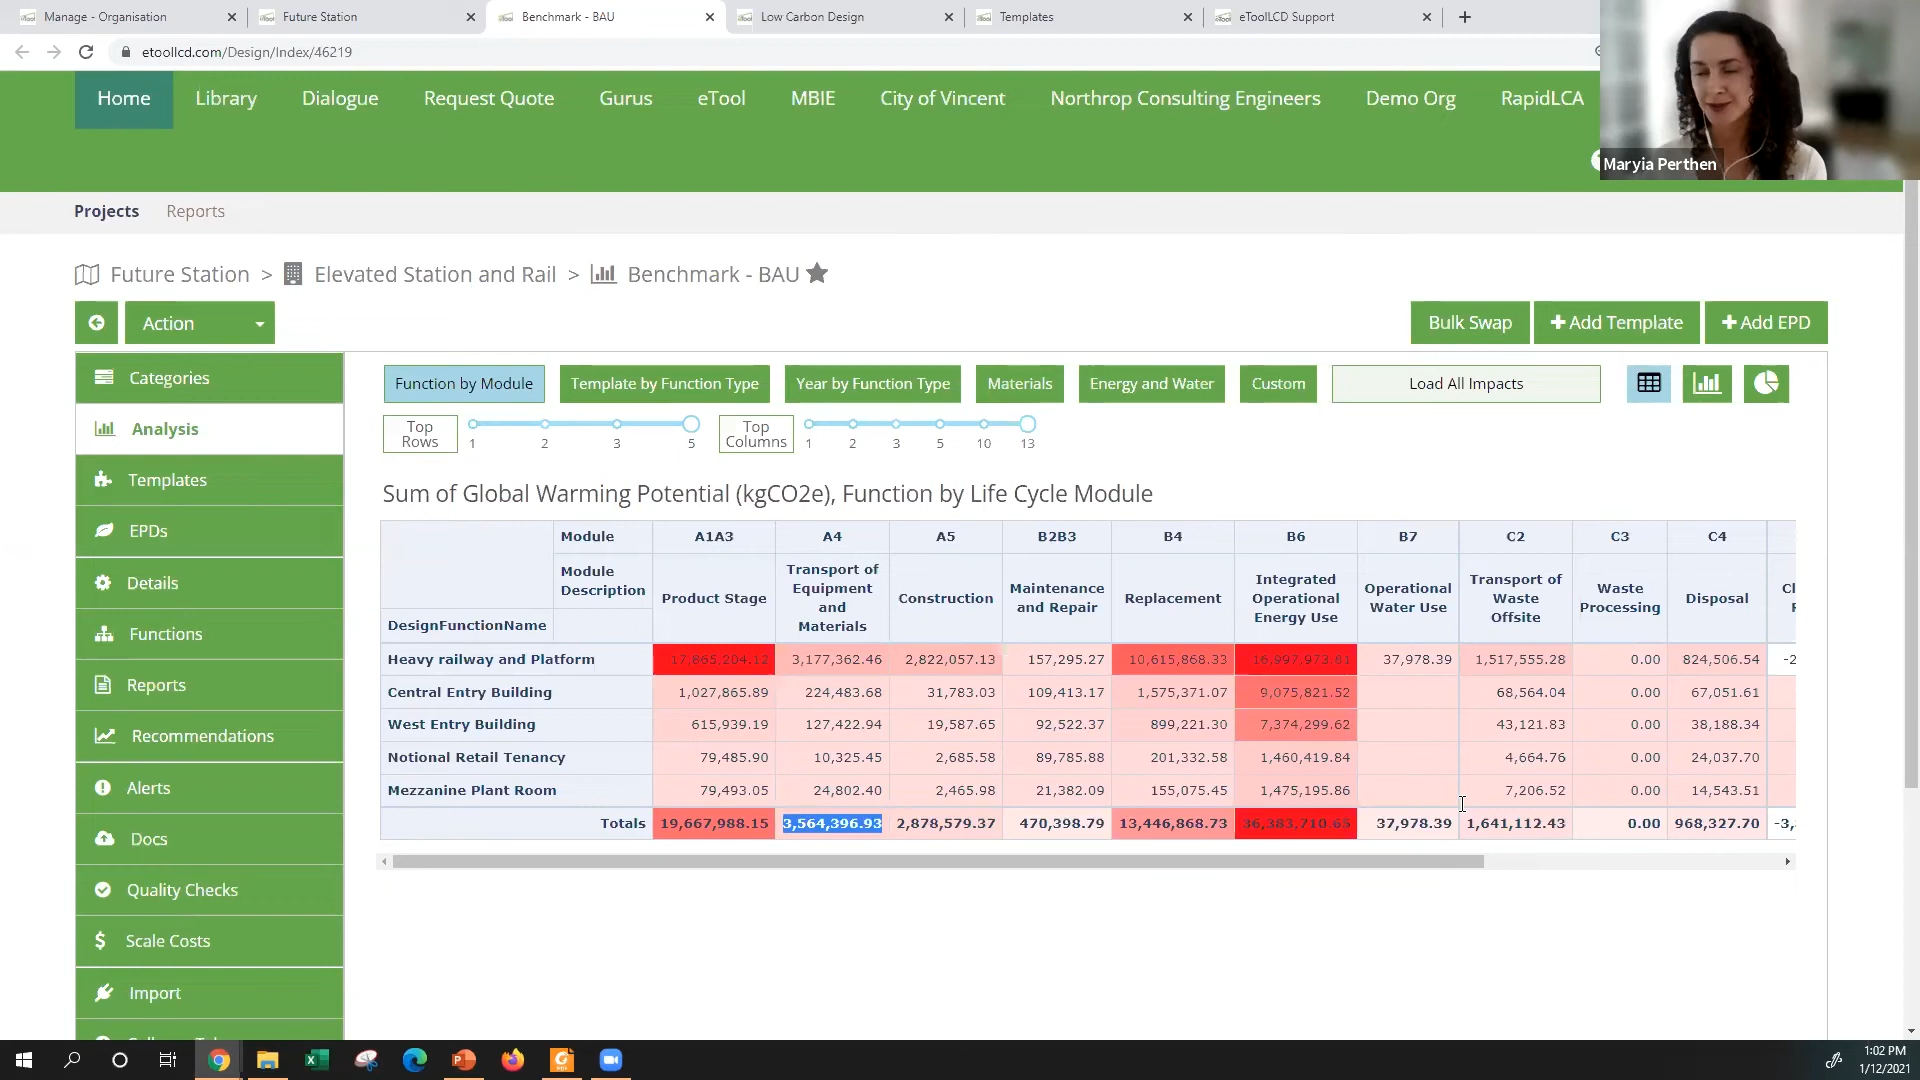 Manage - Organisation
Future Station
Benchmark - BAU
Low Carbon Design
Templates
eToolLCD Support
etoollcd.com/Design/Index/46219
Home Library Dialogue Request Quote Gurus eTool MBIE City of Vincent Northrop Consulting Engineers Demo Org RapidLCA
Maryia Perthen
Projects Reports
Future Station > Elevated Station and Rail > Benchmark - BAU
Action
Bulk Swap
Add Template
Add EPD
Categories
Analysis
Templates
EPDs
Details
Functions
Reports
Recommendations
Alerts
Docs
Quality Checks
Scale Costs
Import
Function by Module
Template by Function Type
Year by Function Type
Materials
Energy and Water
Custom
Load All Impacts
Top Rows 1 2 3 5
Top Columns 1 2 3 5 10 13
Sum of Global Warming Potential (kgCO2e), Function by Life Cycle Module
Module A1A3 A4 A5 B2B3 B4 B6 B7 C2 C3 C4
Module Description Product Stage Transport of Equipment and Materials Construction Maintenance and Repair Replacement Integrated Operational Energy Use Operational Water Use Transport of Waste Offsite Waste Processing Disposal
DesignFunctionName
Heavy railway and Platform 17,865,204.12 3,177,362.46 2,822,057.13 157,295.27 10,615,868.33 16,997,973.81 37,978.39 1,517,555.28 0.00 824,506.54 -2
Central Entry Building 1,027,865.89 224,483.68 31,783.03 109,413.17 1,575,371.07 9,075,821.52 68,564.04 0.00 67,051.61
West Entry Building 615,939.19 127,422.94 19,587.65 92,522.37 899,221.30 7,374,299.62 43,121.83 0.00 38,188.34
Notional Retail Tenancy 79,485.90 10,325.45 2,685.58 89,785.88 201,332.58 1,460,419.84 4,664.76 0.00 24,037.70
Mezzanine Plant Room 79,493.05 24,802.40 2,465.98 21,382.09 155,075.45 1,475,195.86 7,206.52 0.00 14,543.51
Totals 19,667,988.15 3,564,396.93 2,878,579.37 470,398.79 13,446,868.73 36,383,710.65 37,978.39 1,641,112.43 0.00 968,327.70 -3,
1:02 PM
1/12/2021